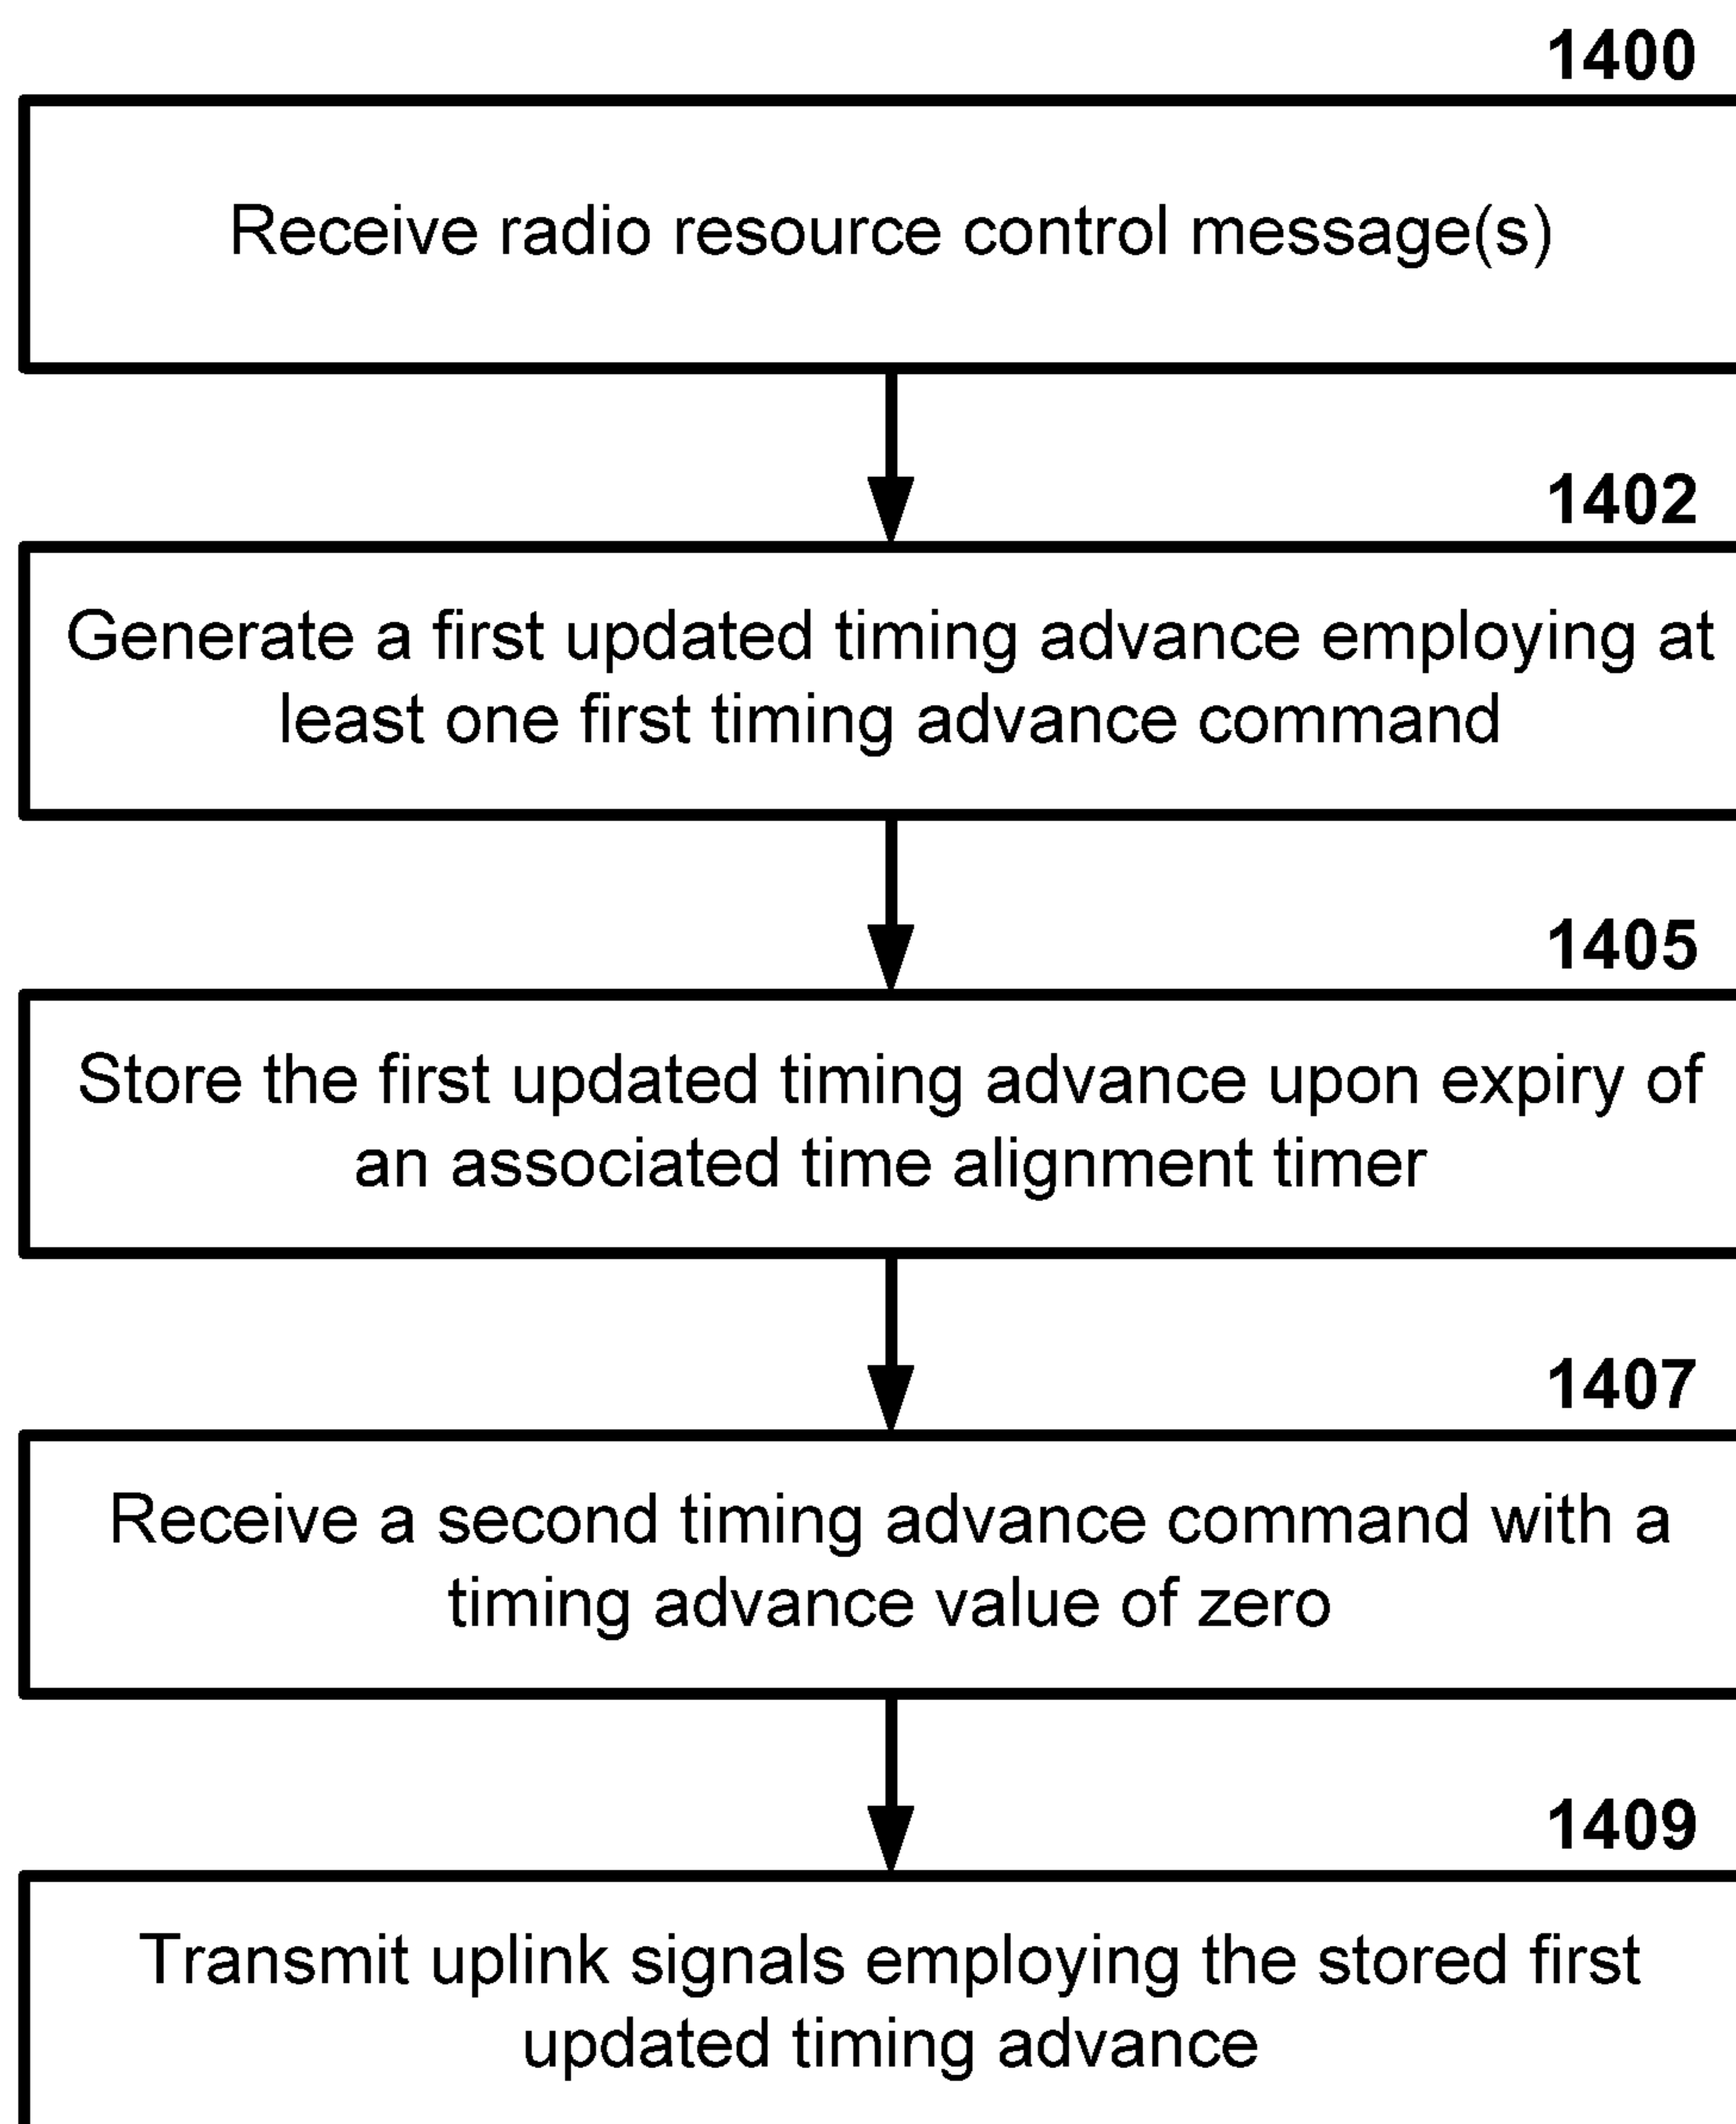 1400
Receive radio resource control message(s)
1402
Generate a first updated timing advance employing at
least one first timing advance command
1405
Store the first updated timing advance upon expiry of
an associated time alignment timer
1407
Receive a second timing advance command with a
timing advance value of zero
1409
Transmit uplink signals employing the stored first
updated timing advance